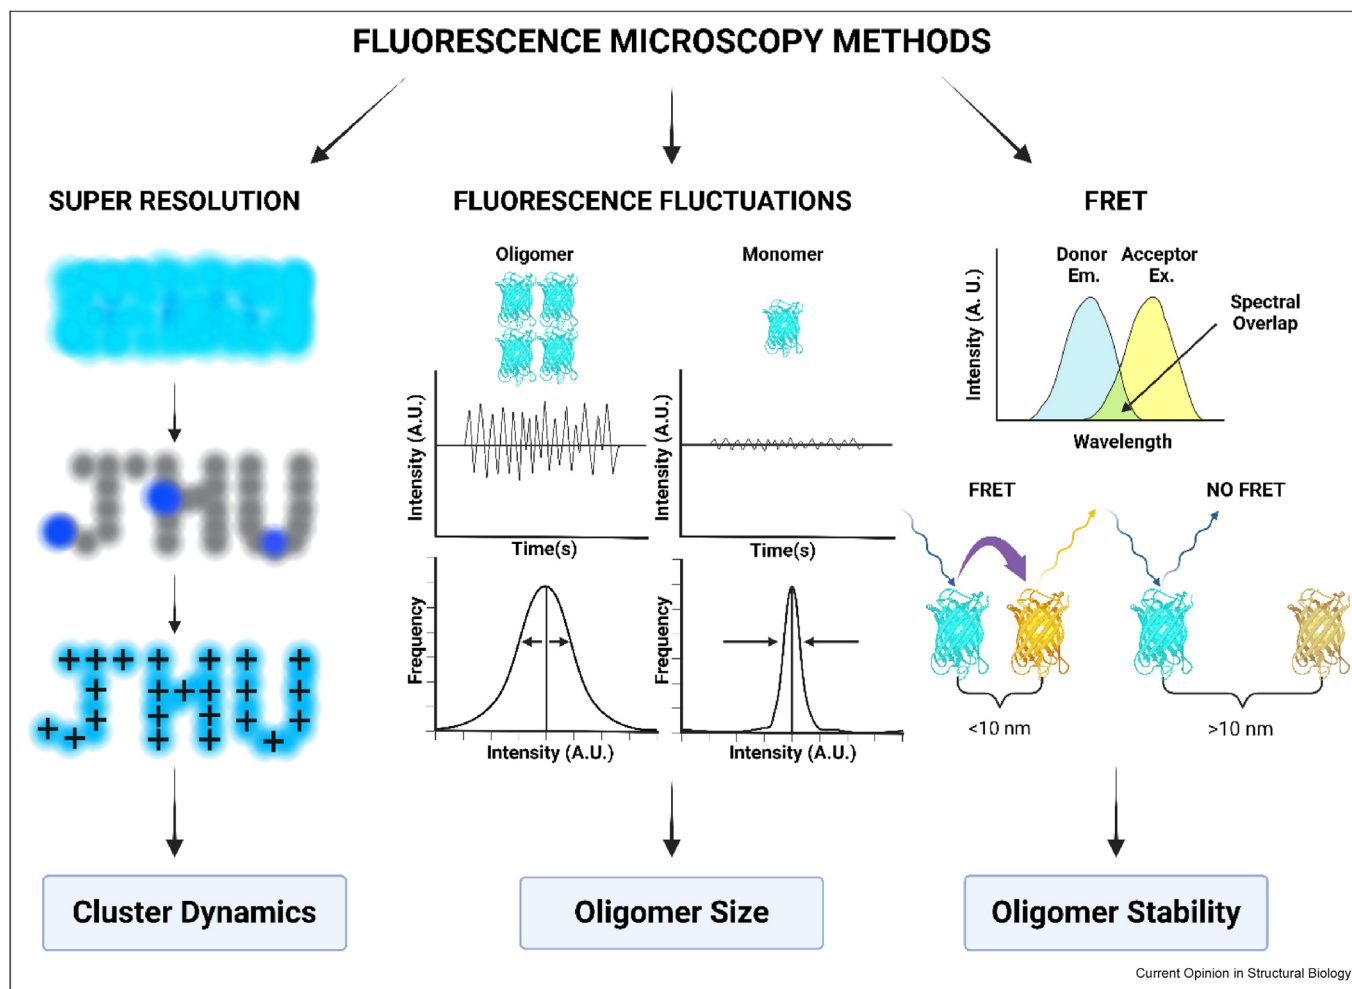 FLUORESCENCE MICROSCOPY METHODS
SUPER RESOLUTION
JHU
JHU
Cluster Dynamics
FLUORESCENCE FLUCTUATIONS
Oligomer
Monomer
Intensity (A.U.)
Time(s)
Intensity (A.U.)
Time(s)
Frequency
Intensity (A.U.)
Frequency
Intensity (A.U.)
Oligomer Size
FRET
Donor
Em.
Acceptor
Ex.
Spectral
Overlap
Intensity (A. U.)
Wavelength
FRET
NO FRET
<10 nm
>10 nm
Oligomer Stability
Current Opinion in Structural Biology